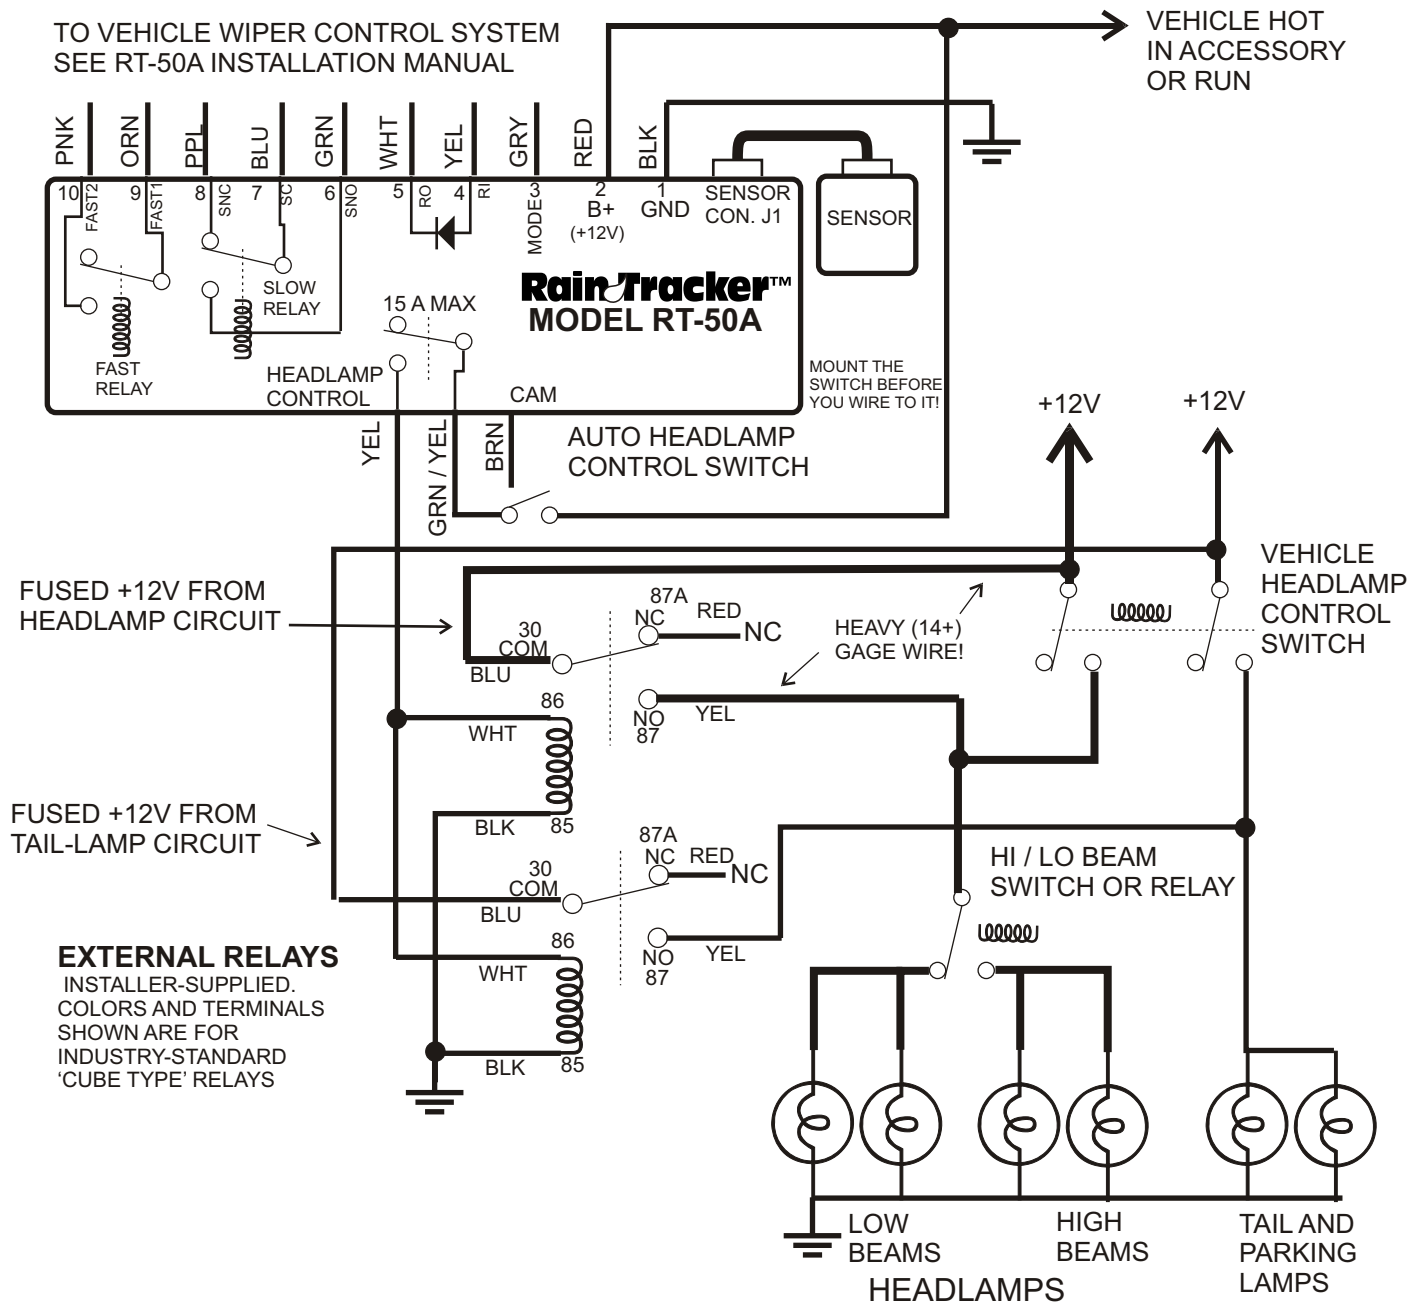 TO VEHICLE WIPER CONTROL SYSTEM
SEE RT-50A INSTALLATION MANUAL
VEHICLE HOT
IN ACCESSORY
OR RUN
PNK
ORN
PPL
BLU
GRN
WHT
YEL
GRY
RED
BLK
10
9
8
7
6
5
4
3
2
1
FAST2
FAST1
SNC
SC
SNO
RO
RI
MODE
B+
(+12V)
GND
SENSOR
CON. J1
SENSOR
RainTracker™
MODEL RT-50A
SLOW
RELAY
FAST
RELAY
15 A MAX
HEADLAMP
CONTROL
CAM
MOUNT THE
SWITCH BEFORE
YOU WIRE TO IT!
YEL
GRN / YEL
BRN
AUTO HEADLAMP
CONTROL SWITCH
+12V
+12V
VEHICLE
HEADLAMP
CONTROL
SWITCH
FUSED +12V FROM
HEADLAMP CIRCUIT
30
COM
BLU
87A
NC
RED
NC
HEAVY (14+)
GAGE WIRE!
NO
87
YEL
86
WHT
BLK
85
FUSED +12V FROM
TAIL-LAMP CIRCUIT
30
COM
BLU
87A
NC
RED
NC
NO
87
YEL
86
WHT
BLK
85
HI / LO BEAM
SWITCH OR RELAY
EXTERNAL RELAYS
INSTALLER-SUPPLIED.
COLORS AND TERMINALS
SHOWN ARE FOR
INDUSTRY-STANDARD
‘CUBE TYPE’ RELAYS
LOW
BEAMS
HIGH
BEAMS
HEADLAMPS
TAIL AND
PARKING
LAMPS